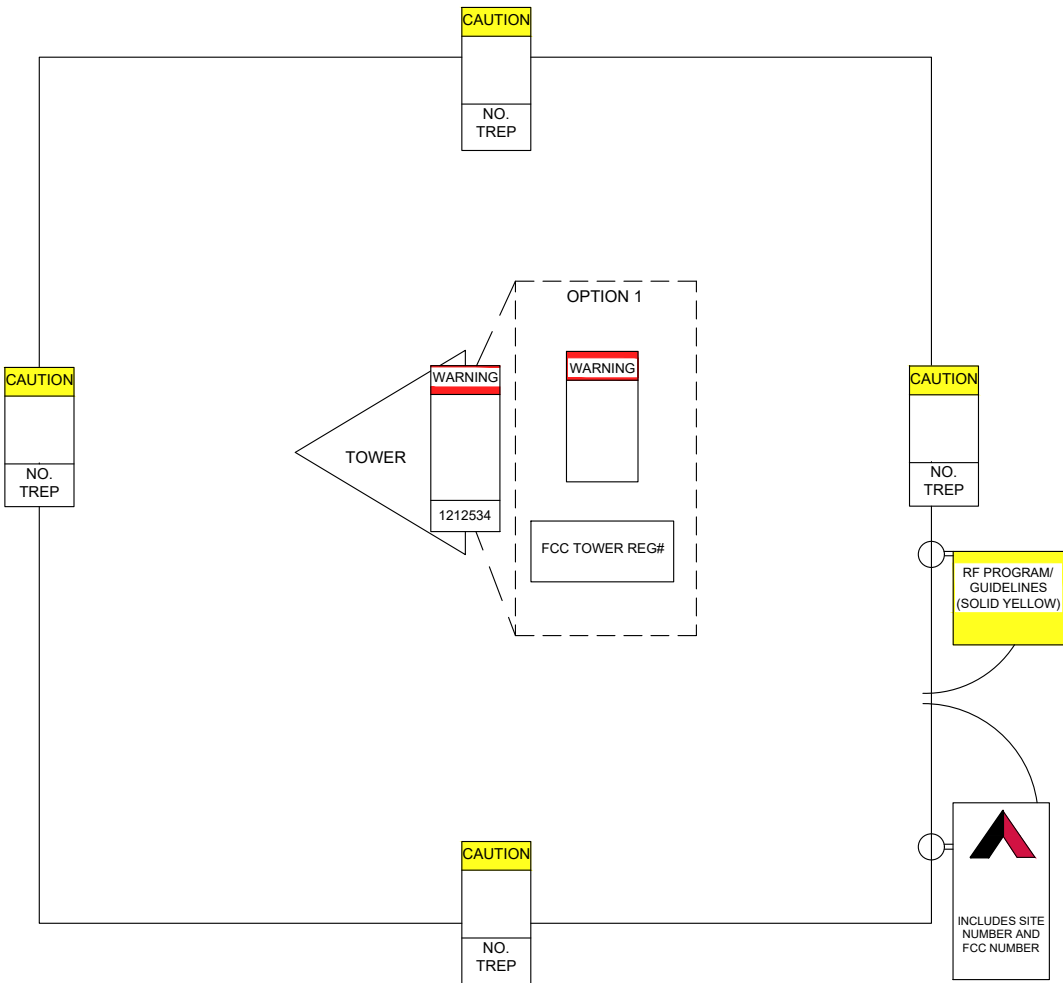 CAUTION
NO.
TREP
OPTION 1
WARNING
WARNING
CAUTION
NO.
TREP
TOWER
1212534
FCC TOWER REG#
CAUTION
NO.
TREP
RF PROGRAM/
GUIDELINES
(SOLID YELLOW)
CAUTION
NO.
TREP
INCLUDES SITE
NUMBER AND
FCC NUMBER